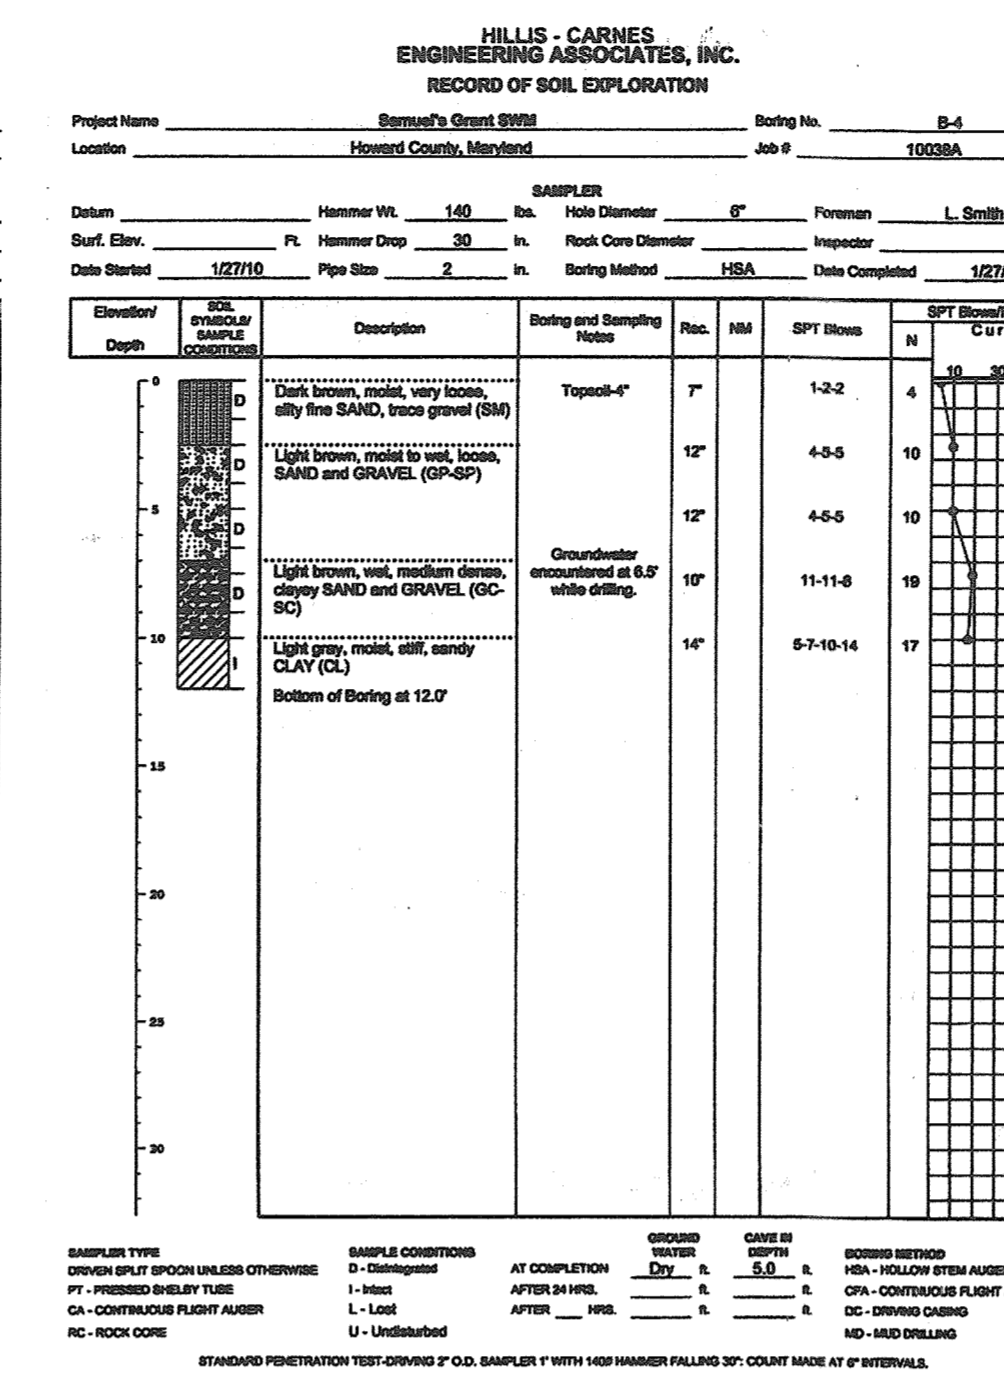 HILLIS - CARNES
ENGINEERING ASSOCIATES, INC.
RECORD OF SOIL EXPLORATION
Project Name Samuel's Grant SWM Boring No. B-4
Location Howard County, Maryland Job # 10038A
SAMPLER
Datum Hammer Wt. 140 lbs. Hole Diameter 6" Foreman L. Smith
Surf. Elev. Ft. Hammer Drop 30 in. Rock Core Diameter Inspector
Date Started 1/27/10 Pipe Size 2 in. Boring Method HSA Date Completed 1/27/
Elevation/
Depth
SOIL
SYMBOLS/
SAMPLE
CONDITIONS
Description
Boring and Sampling
Notes
Rec.
NM
SPT Blows
N
SPT Blows/
Cur
10 30
0
D
Dark brown, moist, very loose,
silty fine SAND, trace gravel (SM)
Topsoil-4" 7" 1-2-2 4
D
Light brown, moist to wet, loose,
SAND and GRAVEL (GP-SP)
12" 4-5-5 10
5
D
12" 4-5-5 10
Groundwater
encountered at 6.5'
while drilling.
D
Light brown, wet, medium dense,
clayey SAND and GRAVEL (GC-
SC)
10" 11-11-8 19
10
I
Light gray, moist, stiff, sandy
CLAY (CL)
14" 5-7-10-14 17
Bottom of Boring at 12.0'
15
20
25
30
SAMPLER TYPE
DRIVEN SPLIT SPOON UNLESS OTHERWISE
PT - PRESSED SHELBY TUBE
CA - CONTINUOUS FLIGHT AUGER
RC - ROCK CORE
SAMPLE CONDITIONS
D - Disintegrated
I - Intact
L - Lost
U - Undisturbed
GROUND
WATER
CAVE IN
DEPTH
AT COMPLETION Dry ft. 5.0 ft.
AFTER 24 HRS. ft. ft.
AFTER ___ HRS. ft. ft.
BORING METHOD
HSA - HOLLOW STEM AUGE
CFA - CONTINUOUS FLIGHT
DC - DRIVING CASING
MD - MUD DRILLING
STANDARD PENETRATION TEST-DRIVING 2" O.D. SAMPLER 1' WITH 140# HAMMER FALLING 30": COUNT MADE AT 6" INTERVALS.